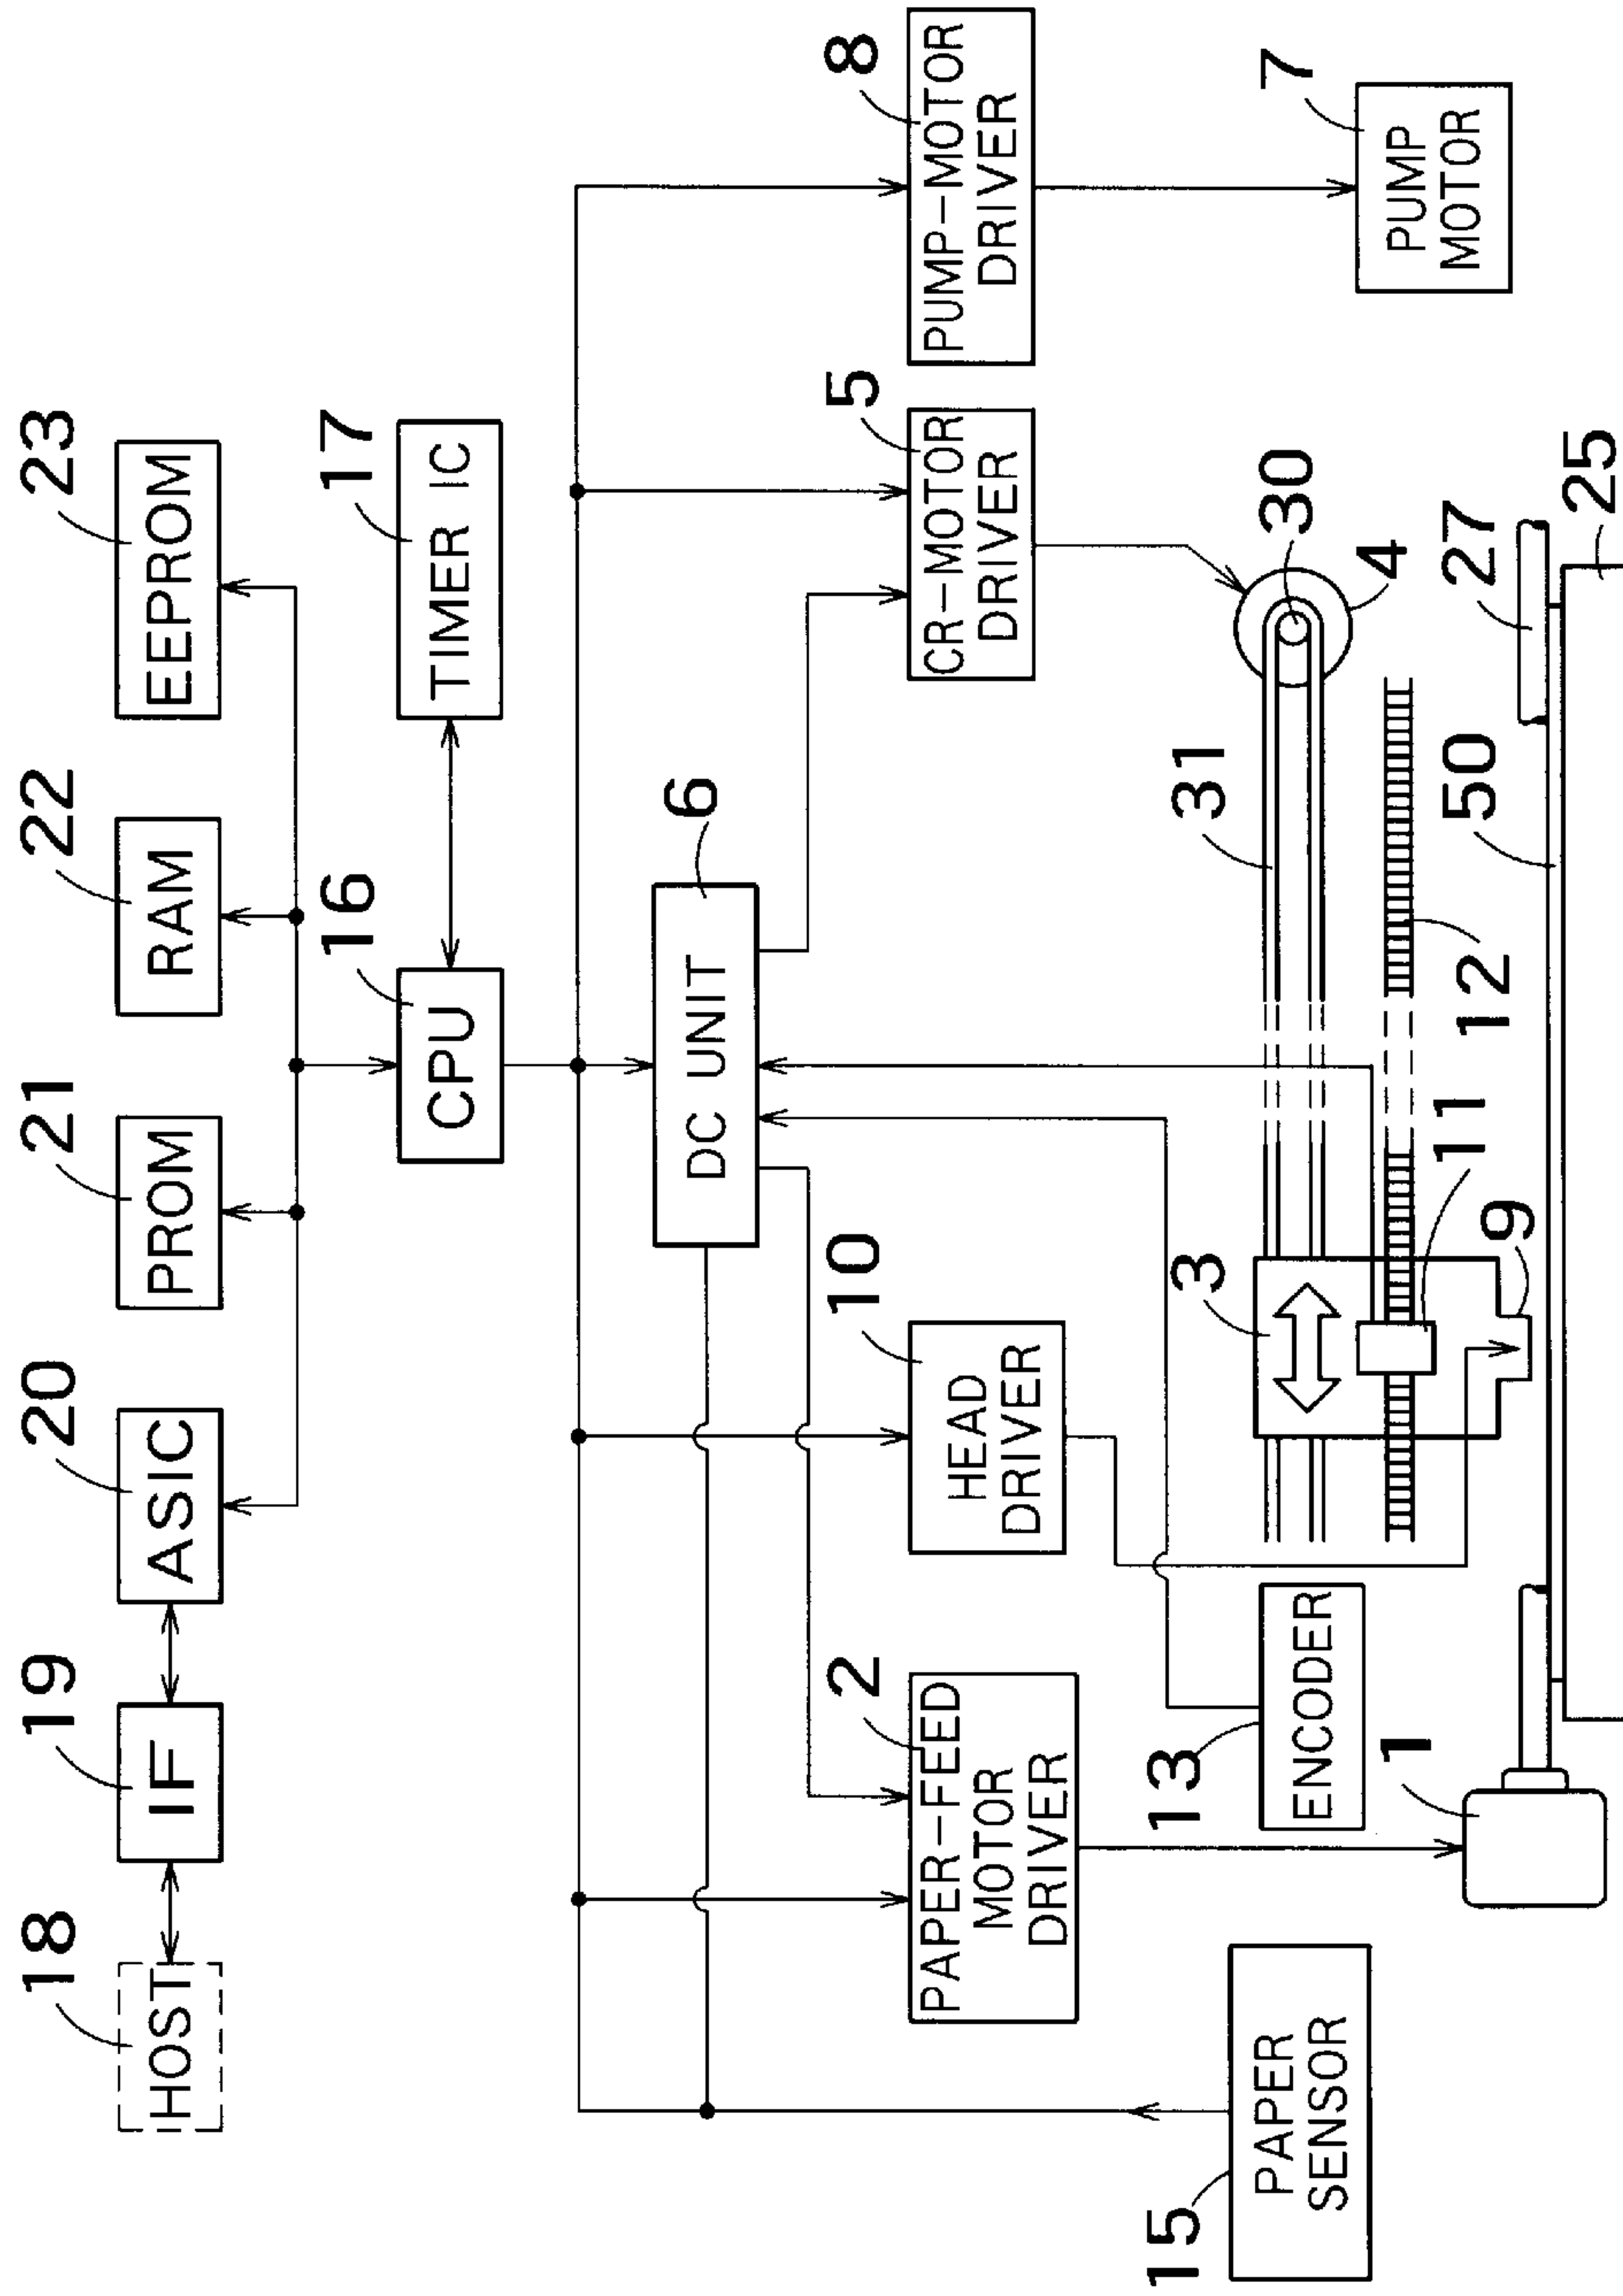 18
19
20
21
22
23
HOST
IF
ASIC
PROM
RAM
EEPROM
16
17
CPU
TIMER IC
6
DC UNIT
2
10
5
8
PAPER-FEED
MOTOR
DRIVER
HEAD
DRIVER
CR-MOTOR
DRIVER
PUMP-MOTOR
DRIVER
15
13
3
31
30
7
PAPER
SENSOR
ENCODER
4
PUMP
MOTOR
1
11
12
9
50
27
25